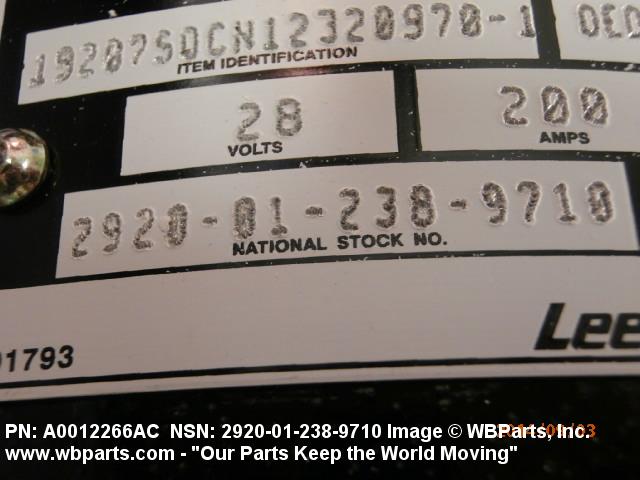 19207SDCN12320970-1
ITEM IDENTIFICATION
28
VOLTS
200
AMPS
2920-01-238-9710
NATIONAL STOCK NO.
1793
Lee
PN: A0012266AC NSN: 2920-01-238-9710 Image © WBParts, Inc.
www.wbparts.com - "Our Parts Keep the World Moving"